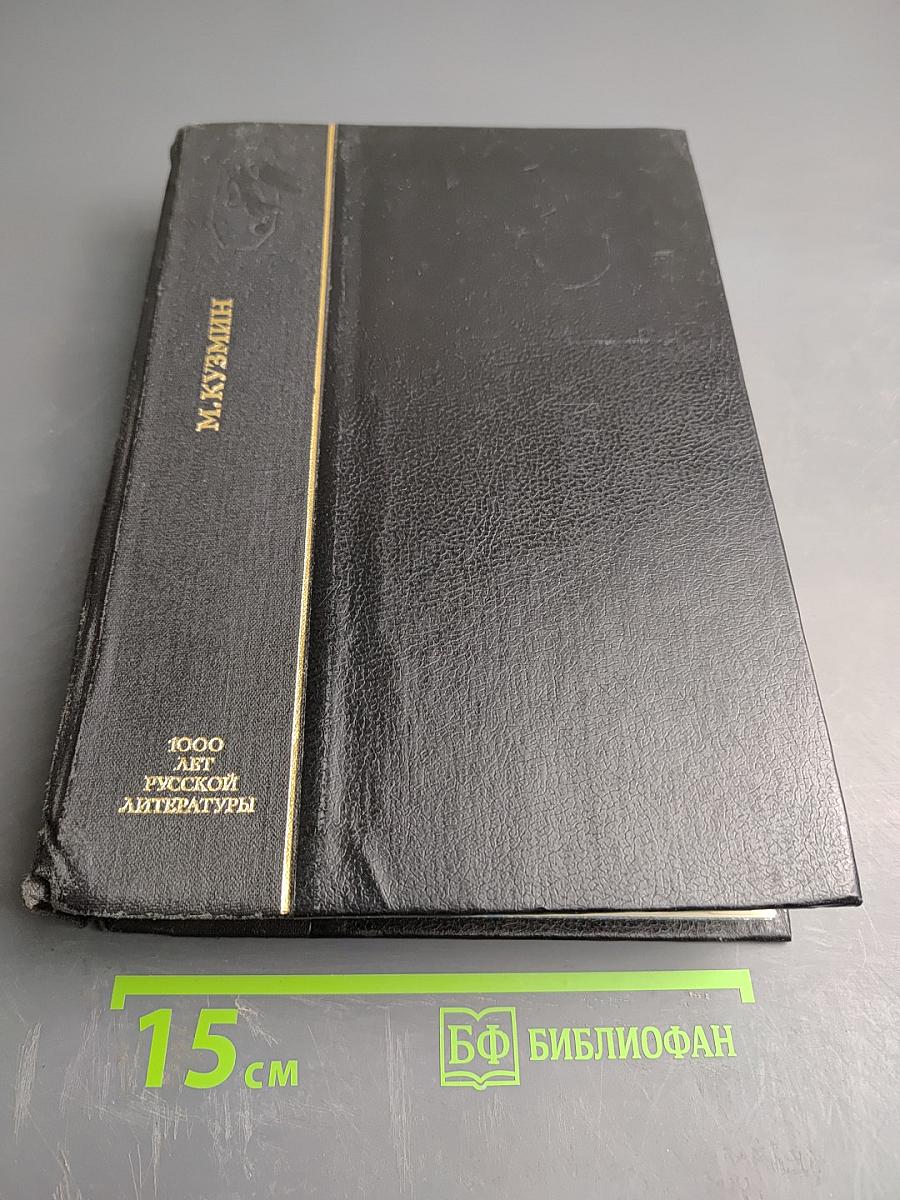 М.КУЗМИН
1000
ЛЕТ
РУССКОЙ
ЛИТЕРАТУРЫ
15 см
БФ БИБЛИОФАН